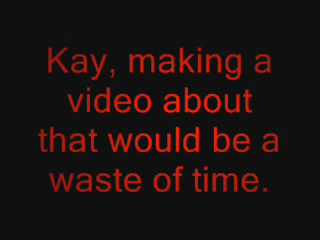 Kay, making a
video about
that would be a
waste of time.